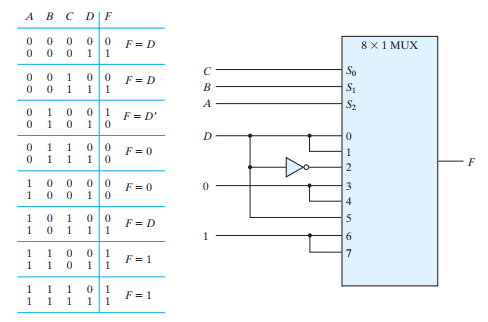 A B C D F
0 0 0 0 0 F = D
0 0 0 1 1
0 0 1 0 0 F = D
0 0 1 1 1
0 1 0 0 1 F = D'
0 1 0 1 0
0 1 1 0 0 F = 0
0 1 1 1 0
1 0 0 0 0 F = 0
1 0 0 1 0
1 0 1 0 0 F = D
1 0 1 1 1
1 1 0 0 1 F = 1
1 1 0 1 1
1 1 1 0 1 F = 1
1 1 1 1 1
8 × 1 MUX
C S0
B S1
A S2
D 0
1
2
0 3
4
5
1 6
7
F